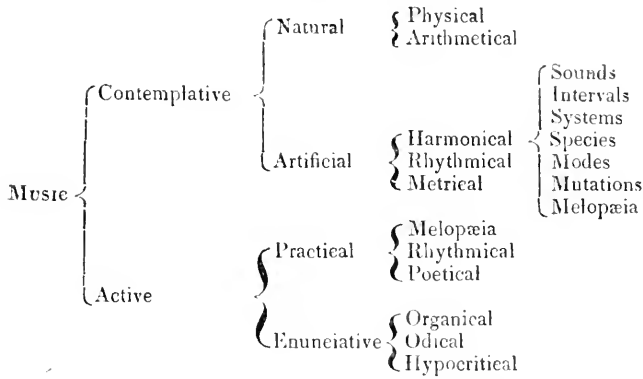 Natural
Physical
Arithmetical
Contemplative
Artificial
Harmonical
Rhythmical
Metrical
Sounds
Intervals
Systems
Species
Modes
Mutations
Melopæia
Music
Active
Practical
Melopæia
Rhythmical
Poetical
Enunciative
Organical
Odical
Hypocritical